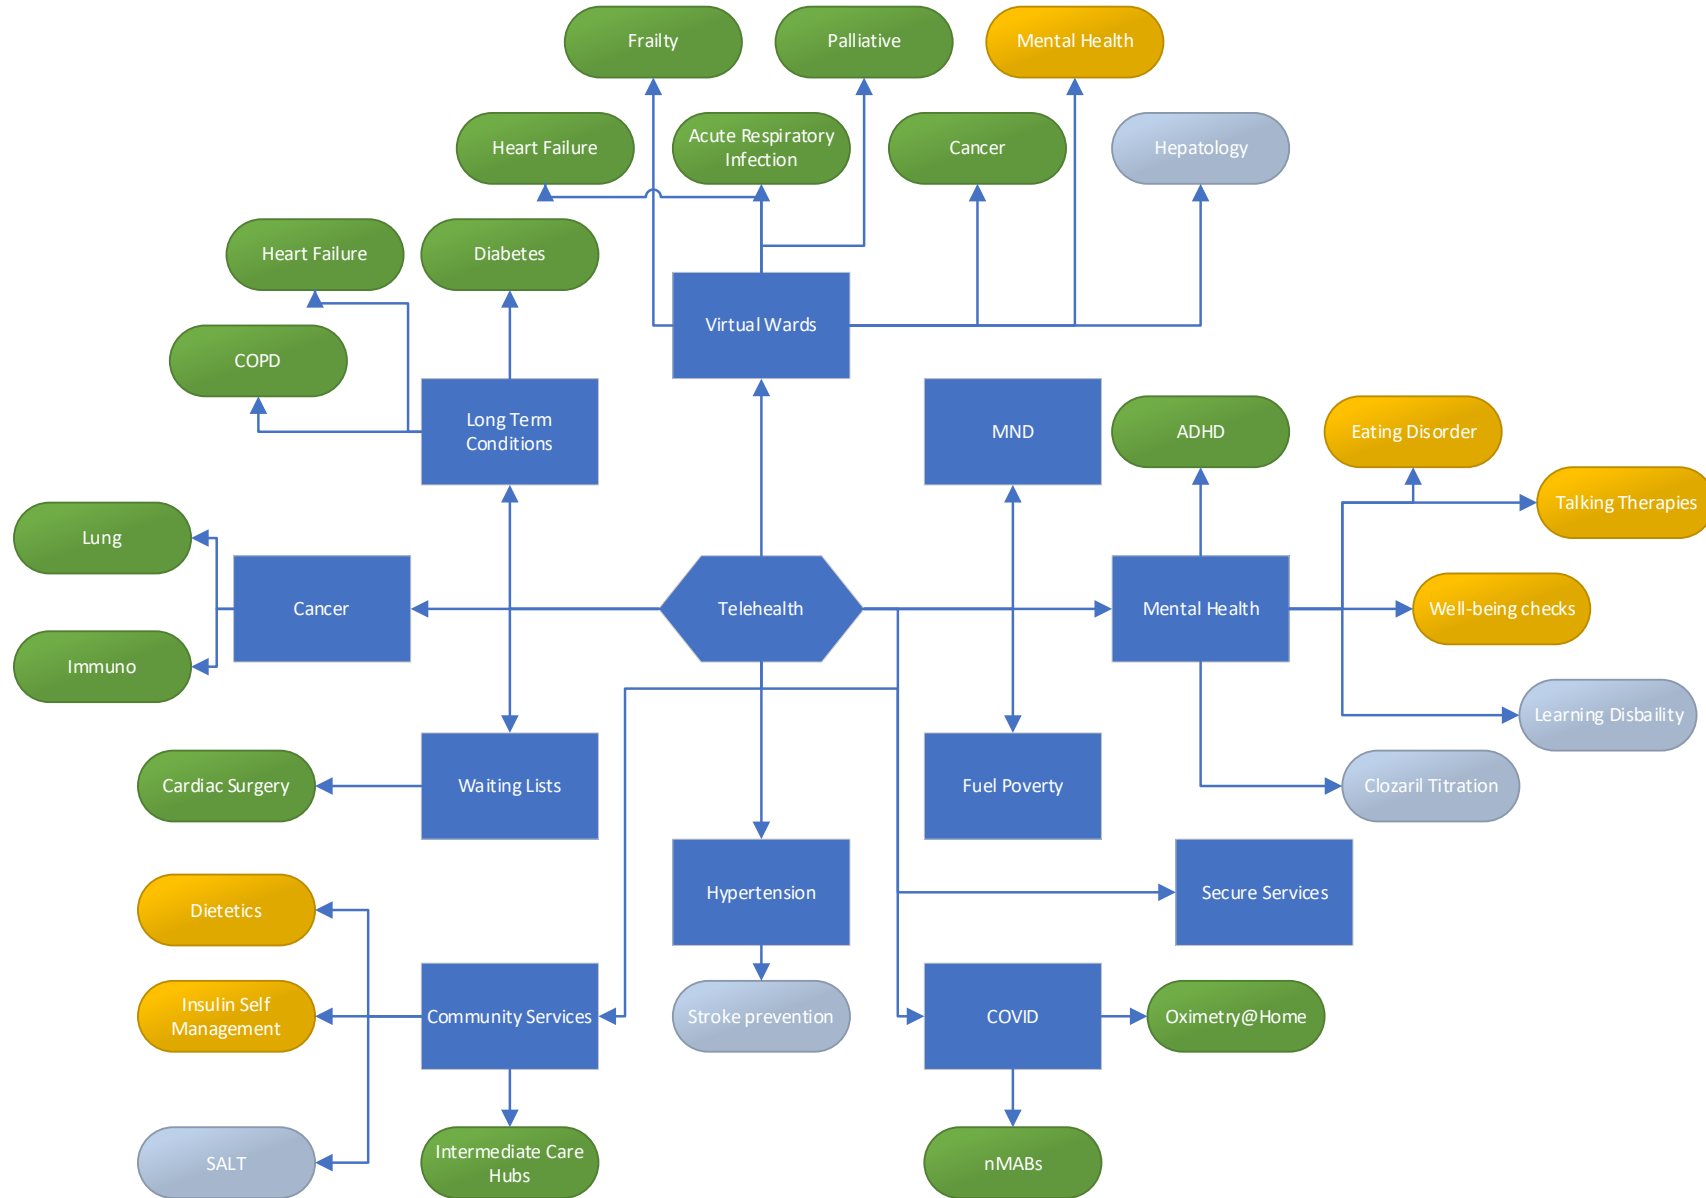 Frailty
Palliative
Mental Health
Heart Failure
Acute Respiratory
Infection
Cancer
Hepatology
Heart Failure
Diabetes
Virtual Wards
COPD
Long Term
Conditions
MND
ADHD
Eating Disorder
Talking Therapies
Lung
Cancer
Telehealth
Mental Health
Well-being checks
Immuno
Learning Disbaility
Cardiac Surgery
Waiting Lists
Fuel Poverty
Clozaril Titration
Dietetics
Hypertension
Secure Services
Insulin Self
Management
Community Services
Stroke prevention
COVID
Oximetry@Home
SALT
Intermediate Care
Hubs
nMABs